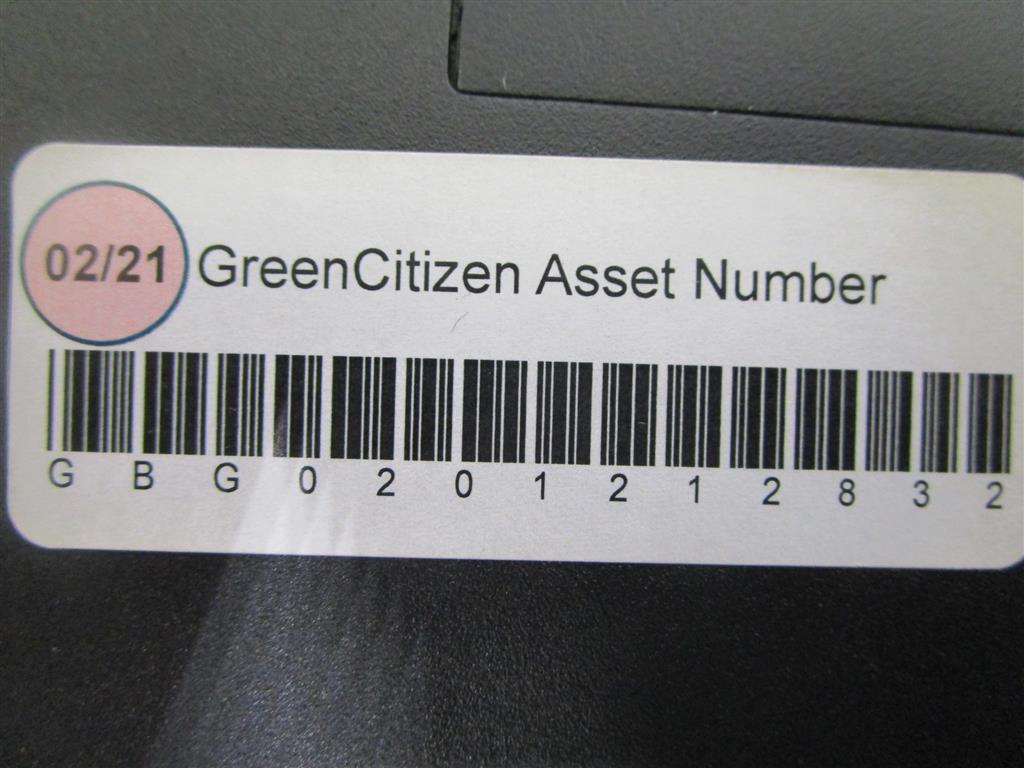 02/21 GreenCitizen Asset Number
G B G 0 2 0 1 2 1 2 8 3 2